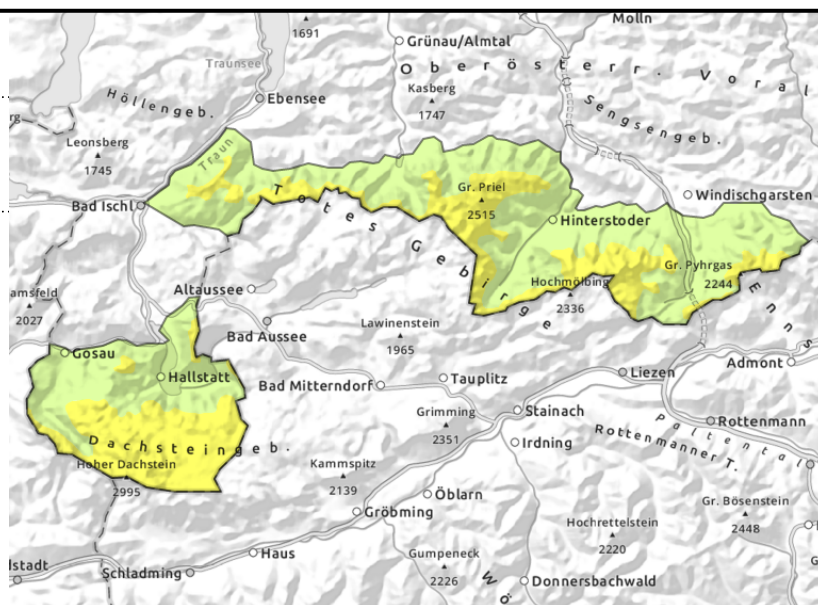 Molln
1691
Grünau/Almtal
Traunsee
Oberösterr. Voral
Kasberg
1747
Höllengeb.
Ebensee
Sengsengeb.
Leonsberg
1745
Traun
Gr. Priel
2515
Windischgarsten
Bad Ischl
Totes Gebirge
Hinterstoder
Gr. Pyhrgas
2244
Altaussee
Hochmölbing
2336
Enns
amsfeld
2027
Bad Aussee
Lawinenstein
1965
Gosau
Hallstatt
Bad Mitterndorf
Tauplitz
Liezen
Admont
Grimming
2351
Stainach
Rottenmann
Paltental
Rottenmanner T.
Irdning
Dachsteingeb.
Hoher Dachstein
2995
Kammspitz
2139
Öblarn
Gröbming
Gr. Bösenstein
2448
Hochrettelstein
2220
Haus
Gumpeneck
2226
Wö
lstadt
Schladming
Donnersbachwald
G